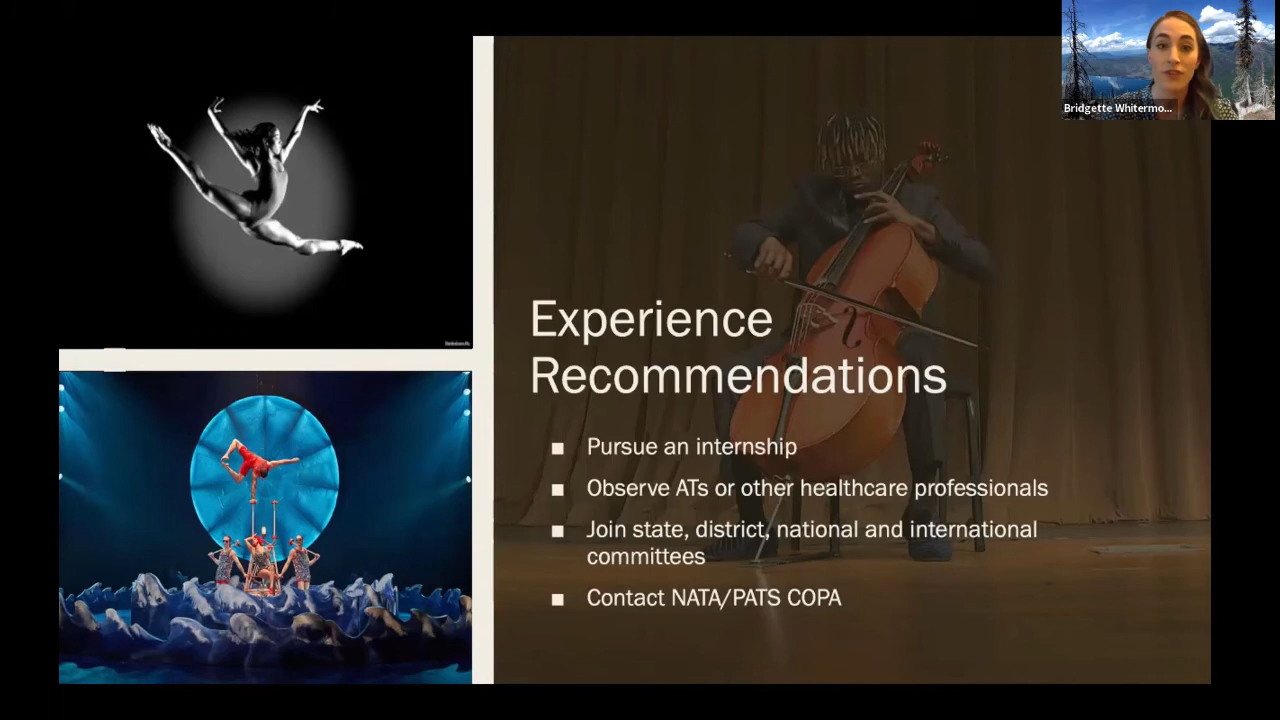 Bridgette Whitermo...
Experience
Recommendations
■ Pursue an internship
■ Observe ATs or other healthcare professionals
■ Join state, district, national and international
committees
■ Contact NATA/PATS COPA